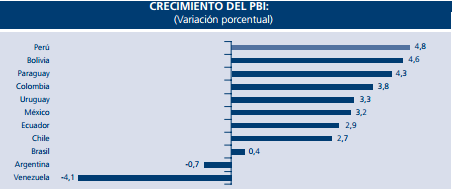 CRECIMIENTO DEL PBI:
(Variación porcentual)
Perú 4,8
Bolivia 4,6
Paraguay 4,3
Colombia 3,8
Uruguay 3,3
México 3,2
Ecuador 2,9
Chile 2,7
Brasil 0,4
Argentina -0,7
Venezuela -4,1